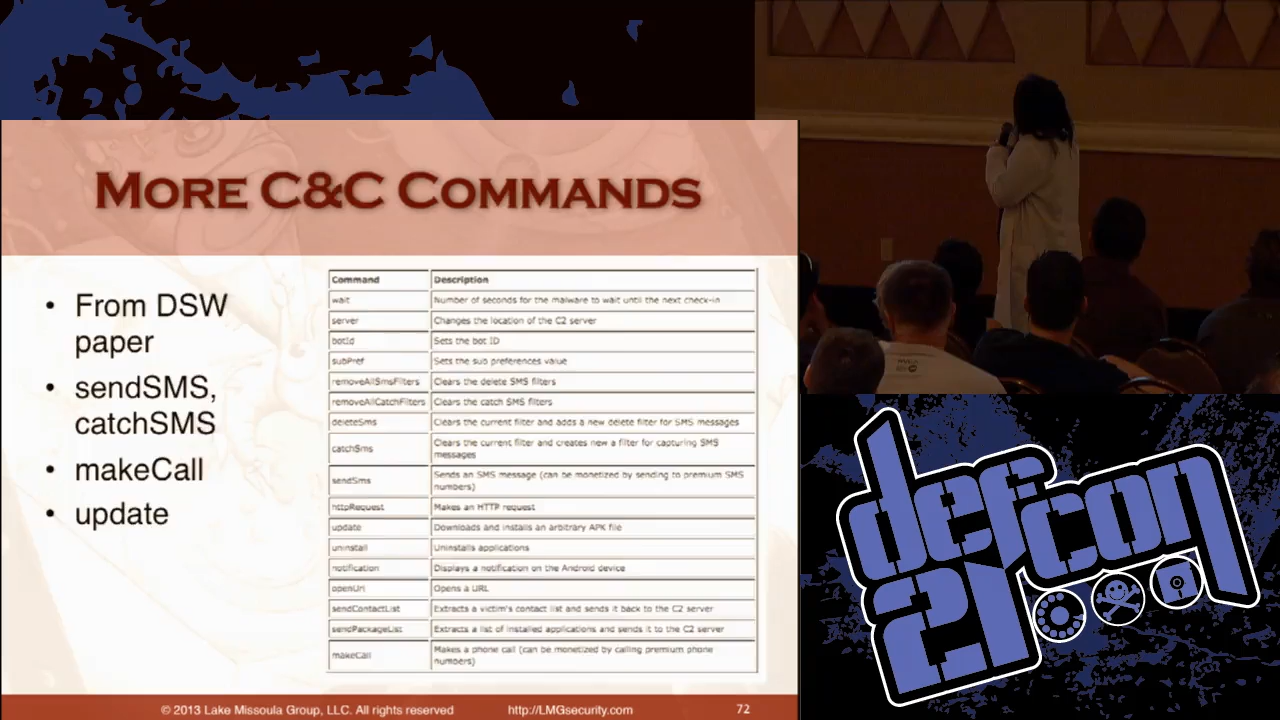 MORE C&C COMMANDS
• From DSW
paper
• sendSMS,
catchSMS
• makeCall
• update
Command Description
wait Number of seconds for the malware to wait until the next check-in
server Changes the location of the C2 server
botId Sets the bot ID
subPref Sets the sub preferences value
removeAllSmsFilters Clears the delete SMS filters
removeAllCatchFilters Clears the catch SMS filters
deleteSms Clears the current filter and adds a new delete filter for SMS messages
catchSms Clears the current filter and creates new a filter for capturing SMS
messages
sendSms Sends an SMS message (can be monetized by sending to premium SMS
numbers)
httpRequest Makes an HTTP request
update Downloads and installs an arbitrary APK file
uninstall Uninstalls applications
notification Displays a notification on the Android device
openUri Opens a URL
sendContactList Extracts a victim's contact list and sends it back to the C2 server
sendPackageList Extracts a list of installed applications and sends it to the C2 server
makeCall Makes a phone call (can be monetized by calling premium phone
numbers)
© 2013 Lake Missoula Group, LLC. All rights reserved http://LMGsecurity.com 72
defcon
21